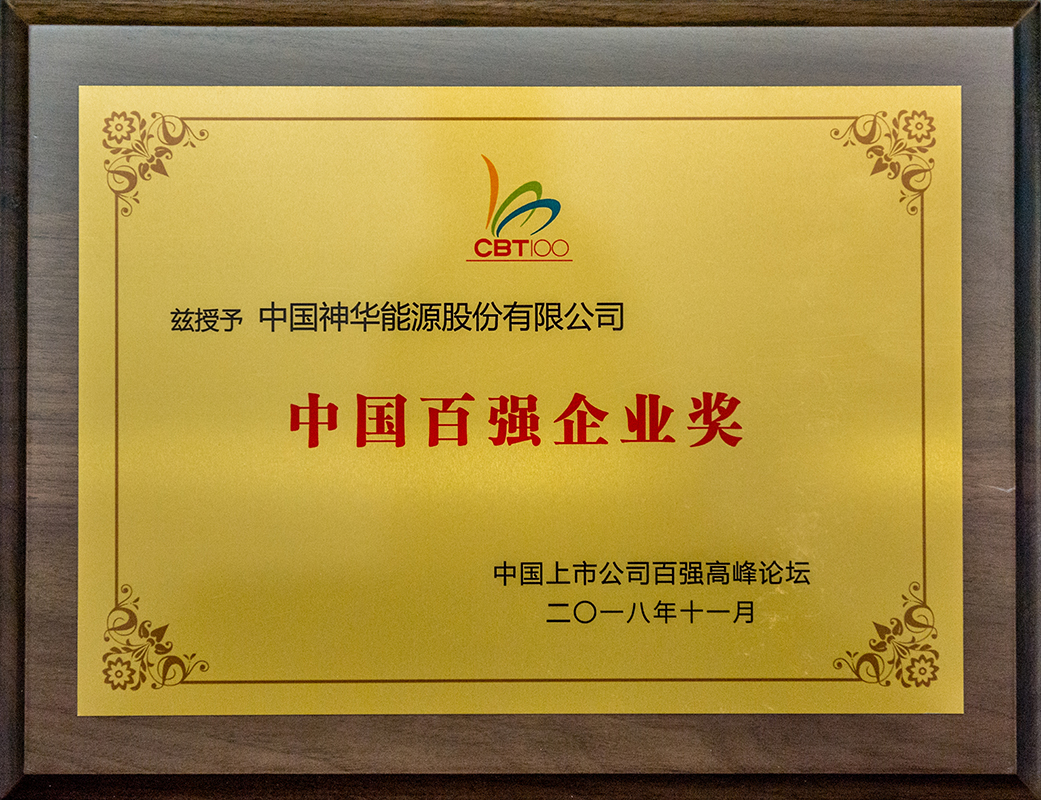 CBT100
兹授予 中国神华能源股份有限公司
中国百强企业奖
中国上市公司百强高峰论坛
二〇一八年十一月